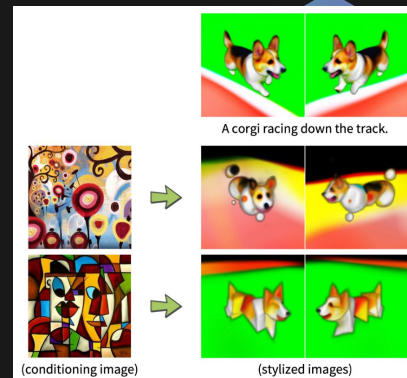 A corgi racing down the track.
(conditioning image)
(stylized images)